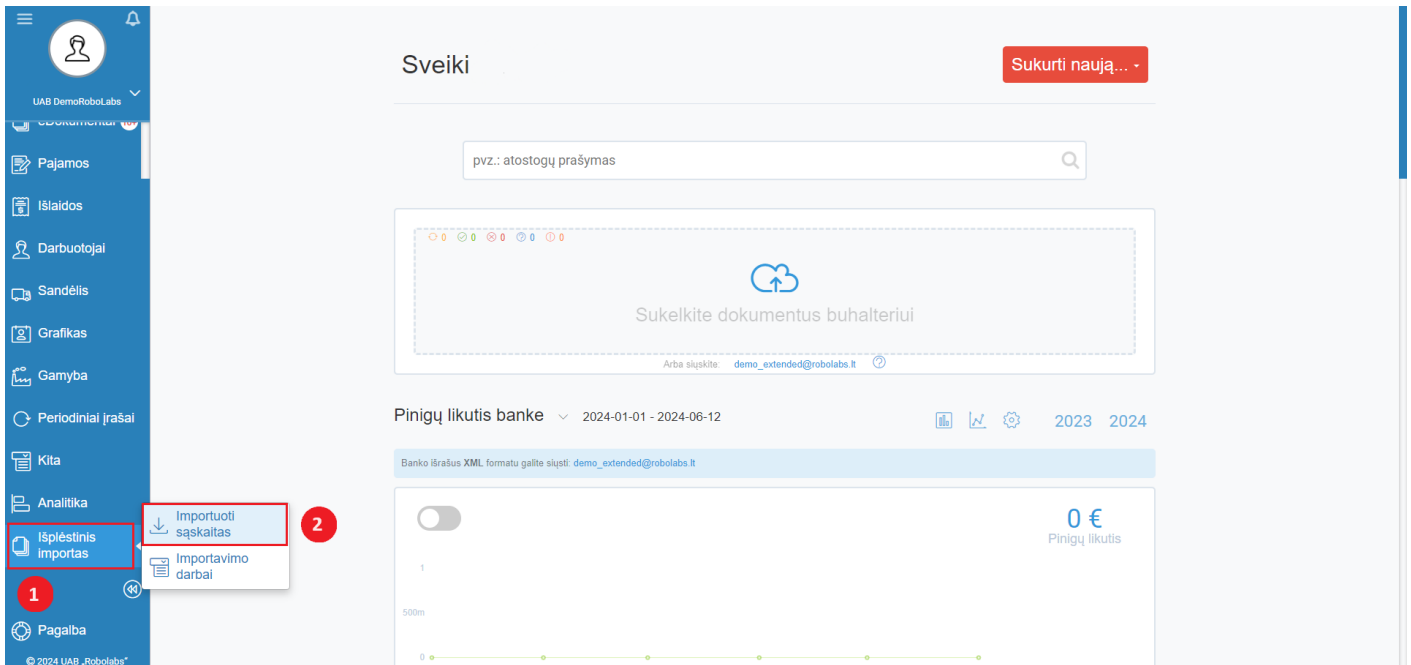 UAB DemoRoboLabs
eDokumentai
Pajamos
Išlaidos
Darbuotojai
Sandėlis
Grafikas
Gamyba
Periodiniai įrašai
Kita
Analitika
Išplėstinis
importas
1
Pagalba
© 2024 UAB „Robolabs“
Importuoti
sąskaitas
2
Importavimo
darbai
Sveiki
Sukurti naują...
pvz.: atostogų prašymas
0 0 0 0 0
Sukelkite dokumentus buhalteriui
Arba siųskite: demo_extended@robolabs.lt
Pinigų likutis banke 2024-01-01 - 2024-06-12 2023 2024
Banko išrašus XML formatu galite siųsti: demo_extended@robolabs.lt
0 €
Pinigų likutis
1
500m
0